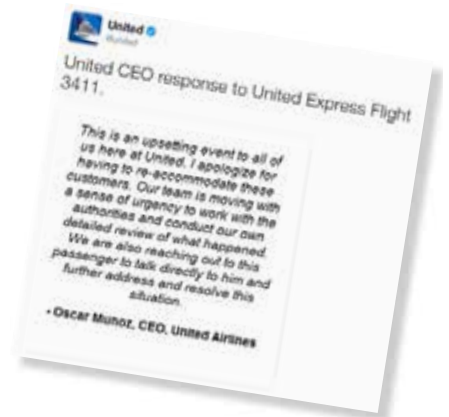 United
@united
United CEO response to United Express Flight
3411.
This is an upsetting event to all of
us here at United. I apologize for
having to re-accommodate these
customers. Our team is moving with
a sense of urgency to work with the
authorities and conduct our own
detailed review of what happened.
We are also reaching out to this
passenger to talk directly to him and
further address and resolve this
situation.
- Oscar Munoz, CEO, United Airlines